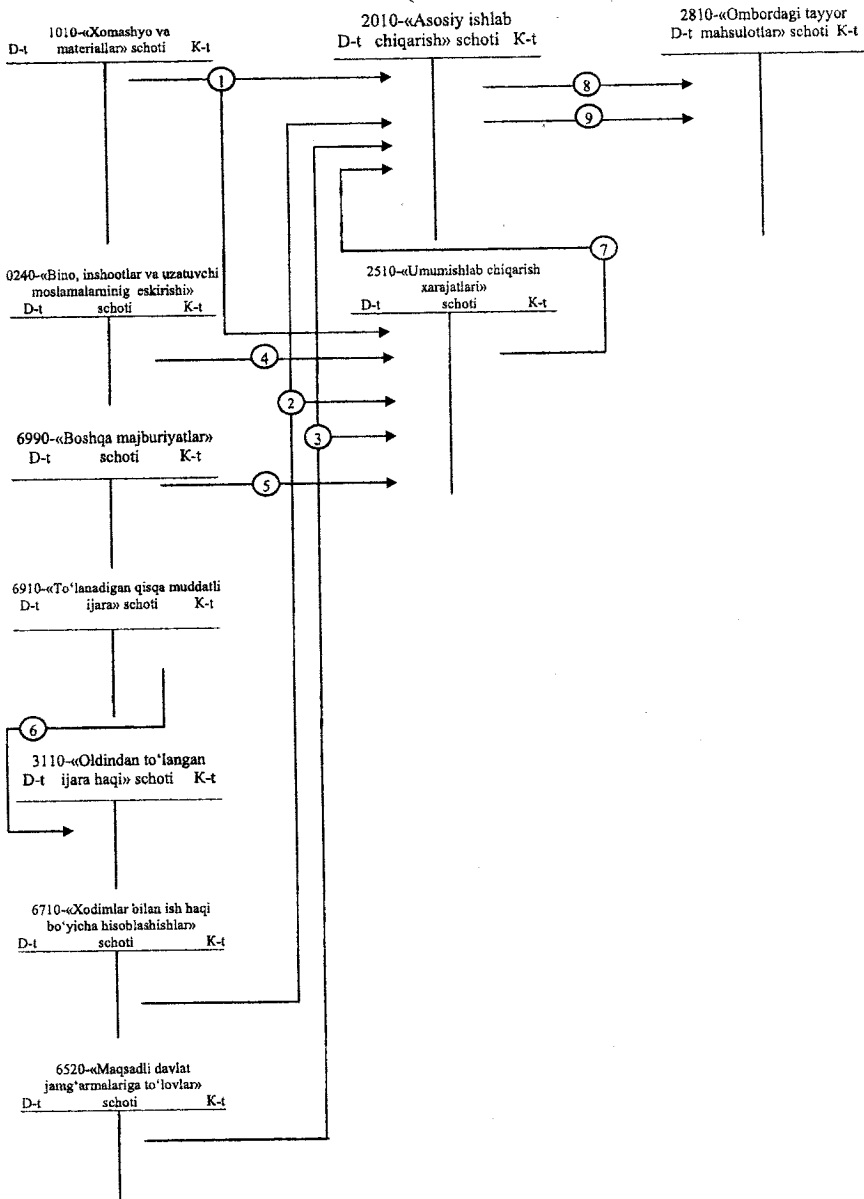 1010-«Xomashyo va
D-t materiallar» schoti K-t
2010-«Asosiy ishlab
D-t chiqarish» schoti K-t
2810-«Ombordagi tayyor
D-t mahsulotlar» schoti K-t
1
8
9
7
0240-«Bino, inshootlar va uzatuvchi
moslamalarninig eskirishi»
D-t schoti K-t
2510-«Umumishlab chiqarish
xarajatlari»
D-t schoti K-t
4
2
3
6990-«Boshqa majburiyatlar»
D-t schoti K-t
5
6910-«To‘lanadigan qisqa muddatli
D-t ijara» schoti K-t
6
3110-«Oldindan to‘langan
D-t ijara haqi» schoti K-t
6710-«Xodimlar bilan ish haqi
bo‘yicha hisoblashishlar»
D-t schoti K-t
6520-«Maqsadli davlat
jamg‘armalariga to‘lovlar»
D-t schoti K-t